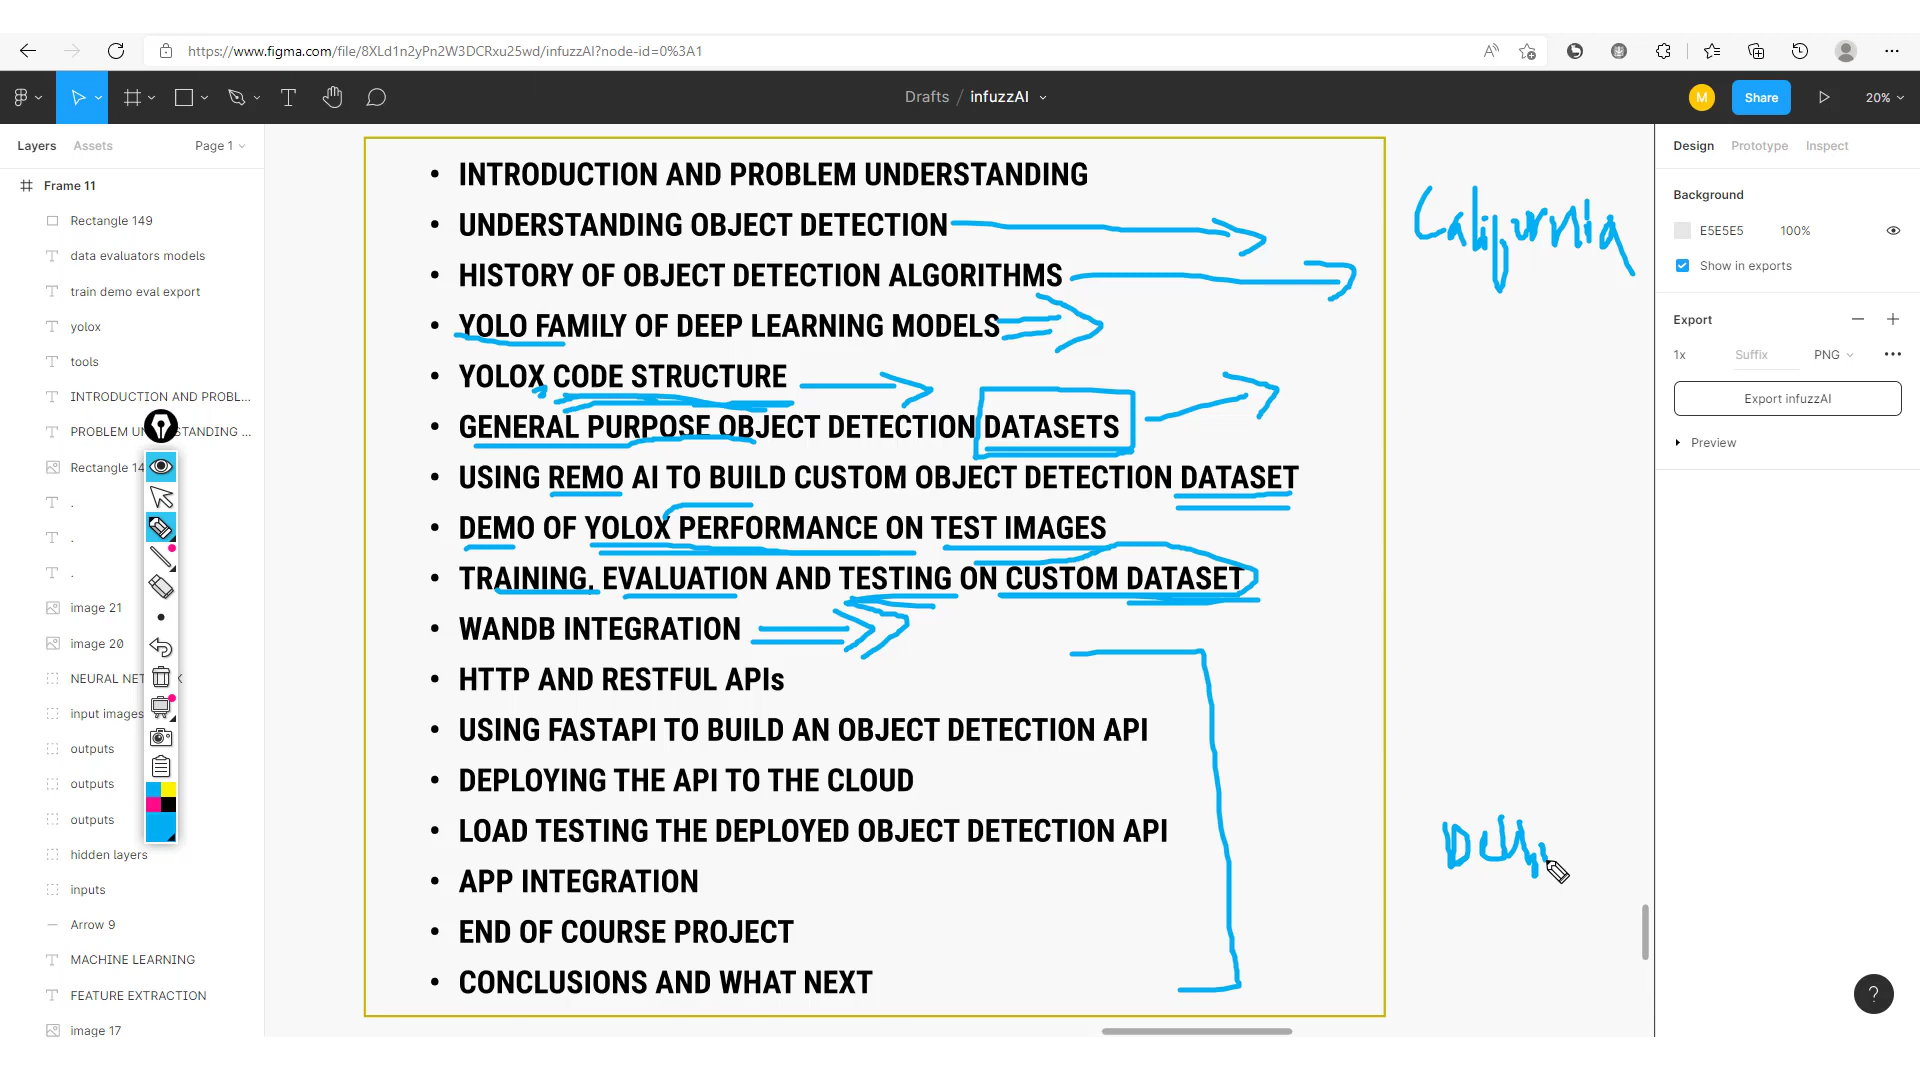 https://www.figma.com/file/8XLd1n2yPn2W3DCRxu25wd/infuzzAI?node-id=0%3A1
Drafts / infuzzAI
M
Share
20%
Layers
Assets
Page 1
Frame 11
Rectangle 149
data evaluators models
train demo eval export
yolox
tools
INTRODUCTION AND PROBL...
PROBLEM UN STANDING ...
Rectangle 14
.
.
.
image 21
image 20
NEURAL NET K
input images
outputs
outputs
outputs
hidden layers
inputs
Arrow 9
MACHINE LEARNING
FEATURE EXTRACTION
image 17
• INTRODUCTION AND PROBLEM UNDERSTANDING
• UNDERSTANDING OBJECT DETECTION
• HISTORY OF OBJECT DETECTION ALGORITHMS
• YOLO FAMILY OF DEEP LEARNING MODELS
• YOLOX CODE STRUCTURE
• GENERAL PURPOSE OBJECT DETECTION DATASETS
• USING REMO AI TO BUILD CUSTOM OBJECT DETECTION DATASET
• DEMO OF YOLOX PERFORMANCE ON TEST IMAGES
• TRAINING, EVALUATION AND TESTING ON CUSTOM DATASET
• WANDB INTEGRATION
• HTTP AND RESTFUL APIs
• USING FASTAPI TO BUILD AN OBJECT DETECTION API
• DEPLOYING THE API TO THE CLOUD
• LOAD TESTING THE DEPLOYED OBJECT DETECTION API
• APP INTEGRATION
• END OF COURSE PROJECT
• CONCLUSIONS AND WHAT NEXT
California
Design
Prototype
Inspect
Background
E5E5E5 100%
Show in exports
Export
1x Suffix PNG
Export infuzzAI
Preview
?